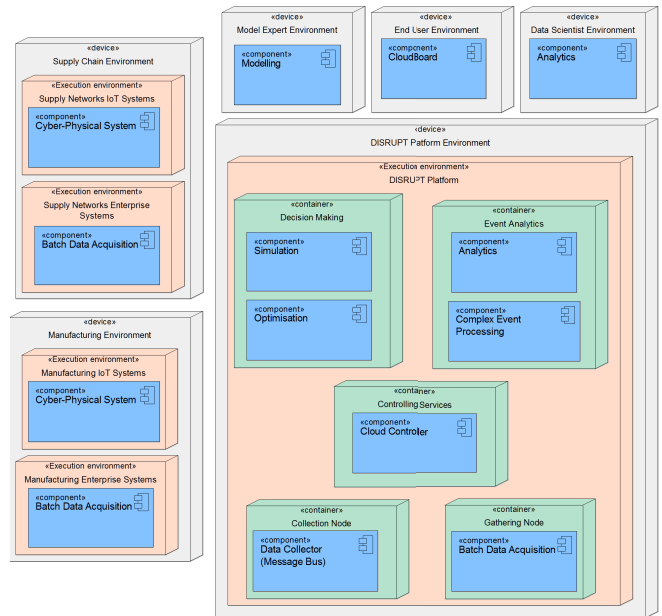 «device»
Supply Chain Environment
«Execution environment»
Supply Networks IoT Systems
«component»
Cyber-Physical System
«Execution environment»
Supply Networks Enterprise
Systems
«component»
Batch Data Acquisition
«device»
Manufacturing Environment
«Execution environment»
Manufacturing IoT Systems
«component»
Cyber-Physical System
«Execution environment»
Manufacturing Enterprise Systems
«component»
Batch Data Acquisition
«device»
Model Expert Environment
«component»
Modelling
«device»
End User Environment
«component»
CloudBoard
«device»
Data Scientist Environment
«component»
Analytics
«device»
DISRUPT Patform Environment
«Execution environment»
DISRUPT Platform
«container»
Decision Making
«component»
Simulation
«component»
Optimisation
«container»
Event Analytics
«component»
Analytics
«component»
Complex Event
Processing
«container»
Controlling Services
«component»
Cloud Controler
«container»
Collection Node
«component»
Data Collector
(Message Bus)
«container»
Gathering Node
«component»
Batch Data Acquisition